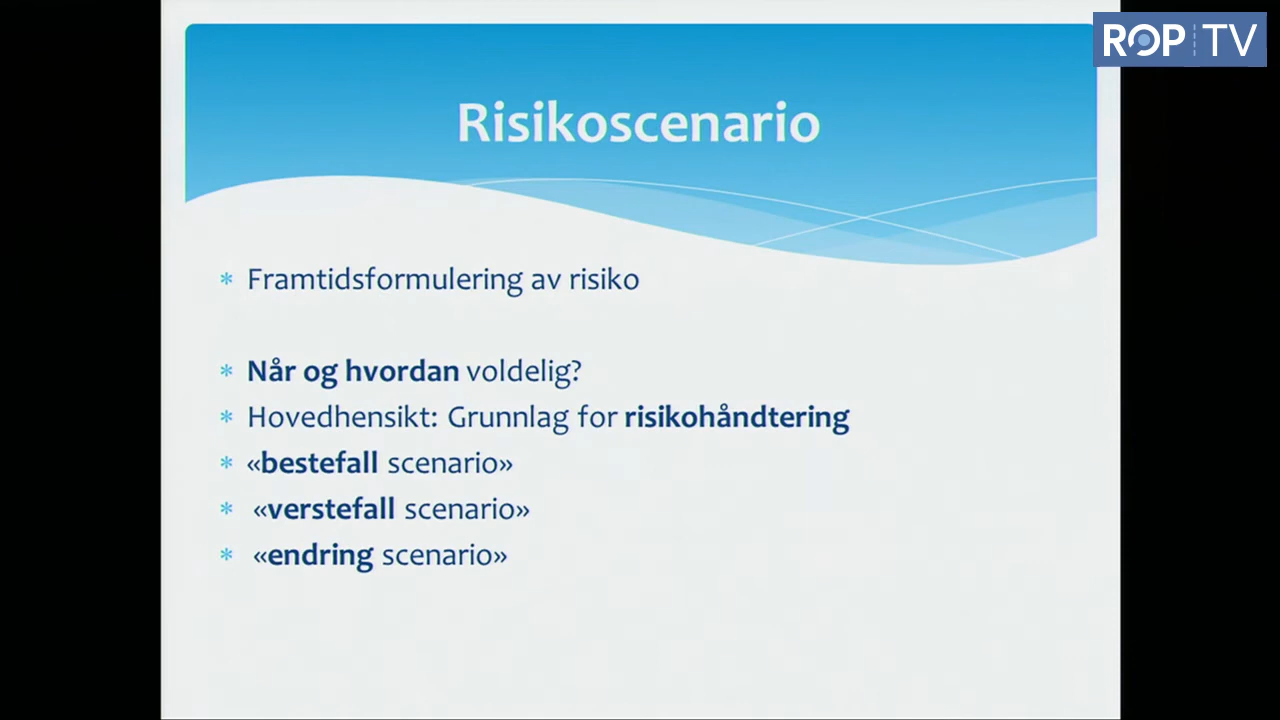 ROP TV
Risikoscenario
* Framtidsformulering av risiko
* Når og hvordan voldelig?
* Hovedhensikt: Grunnlag for risikohåndtering
* «bestefall scenario»
* «verstefall scenario»
* «endring scenario»